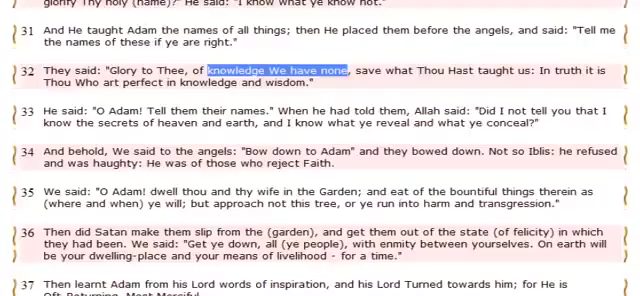 glorify Thy holy (name)?" He said: "I know what ye know not."
31 And He taught Adam the names of all things; then He placed them before the angels, and said: "Tell me
the names of these if ye are right."
32 They said: "Glory to Thee, of knowledge We have none, save what Thou Hast taught us: In truth it is
Thou Who art perfect in knowledge and wisdom."
33 He said: "O Adam! Tell them their names." When he had told them, Allah said: "Did I not tell you that I
know the secrets of heaven and earth, and I know what ye reveal and what ye conceal?"
34 And behold, We said to the angels: "Bow down to Adam" and they bowed down. Not so Iblis: he refused
and was haughty: He was of those who reject Faith.
35 We said: "O Adam! dwell thou and thy wife in the Garden; and eat of the bountiful things therein as
(where and when) ye will; but approach not this tree, or ye run into harm and transgression."
36 Then did Satan make them slip from the (garden), and get them out of the state (of felicity) in which
they had been. We said: "Get ye down, all (ye people), with enmity between yourselves. On earth will
be your dwelling-place and your means of livelihood - for a time."
37 Then learnt Adam from his Lord words of inspiration, and his Lord Turned towards him; for He is
Oft-Returning, Most Merciful.